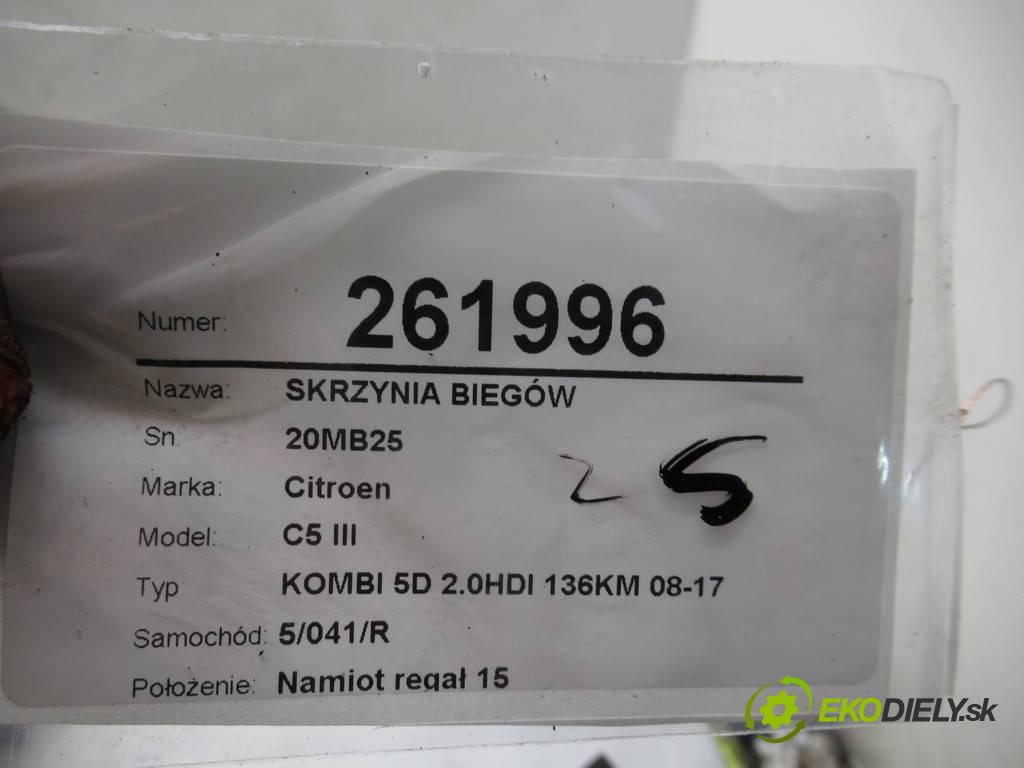 Numer: 261996
Nazwa: SKRZYNIA BIEGÓW
Sn: 20MB25
Marka: Citroen
25
Model: C5 III
Typ KOMBI 5D 2.0HDI 136KM 08-17
Samochód: 5/041/R
Położenie: Namiot regał 15
EKODIELY.sk